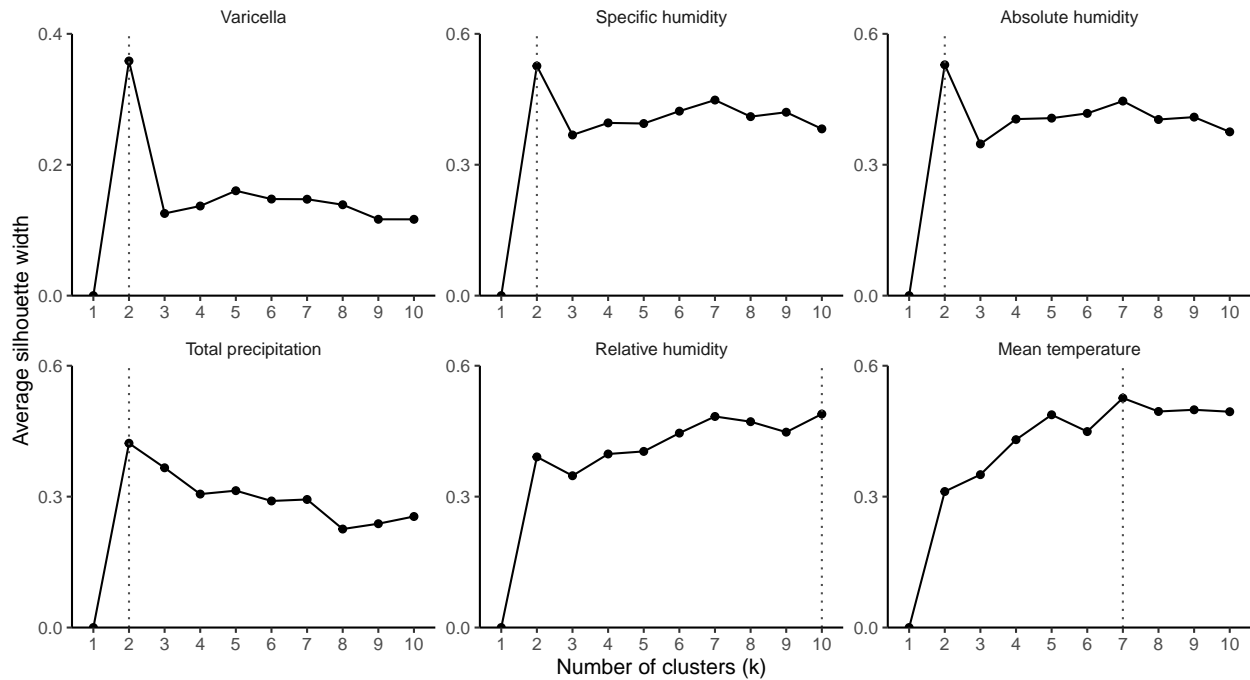 Varicella
Specific humidity
Absolute humidity
0.4
0.2
0.0
1 2 3 4 5 6 7 8 9 10
0.6
0.3
0.0
1 2 3 4 5 6 7 8 9 10
0.6
0.3
0.0
1 2 3 4 5 6 7 8 9 10
Average silhouette width
Total precipitation
Relative humidity
Mean temperature
0.6
0.3
0.0
1 2 3 4 5 6 7 8 9 10
0.6
0.3
0.0
1 2 3 4 5 6 7 8 9 10
0.6
0.3
0.0
1 2 3 4 5 6 7 8 9 10
Number of clusters (k)